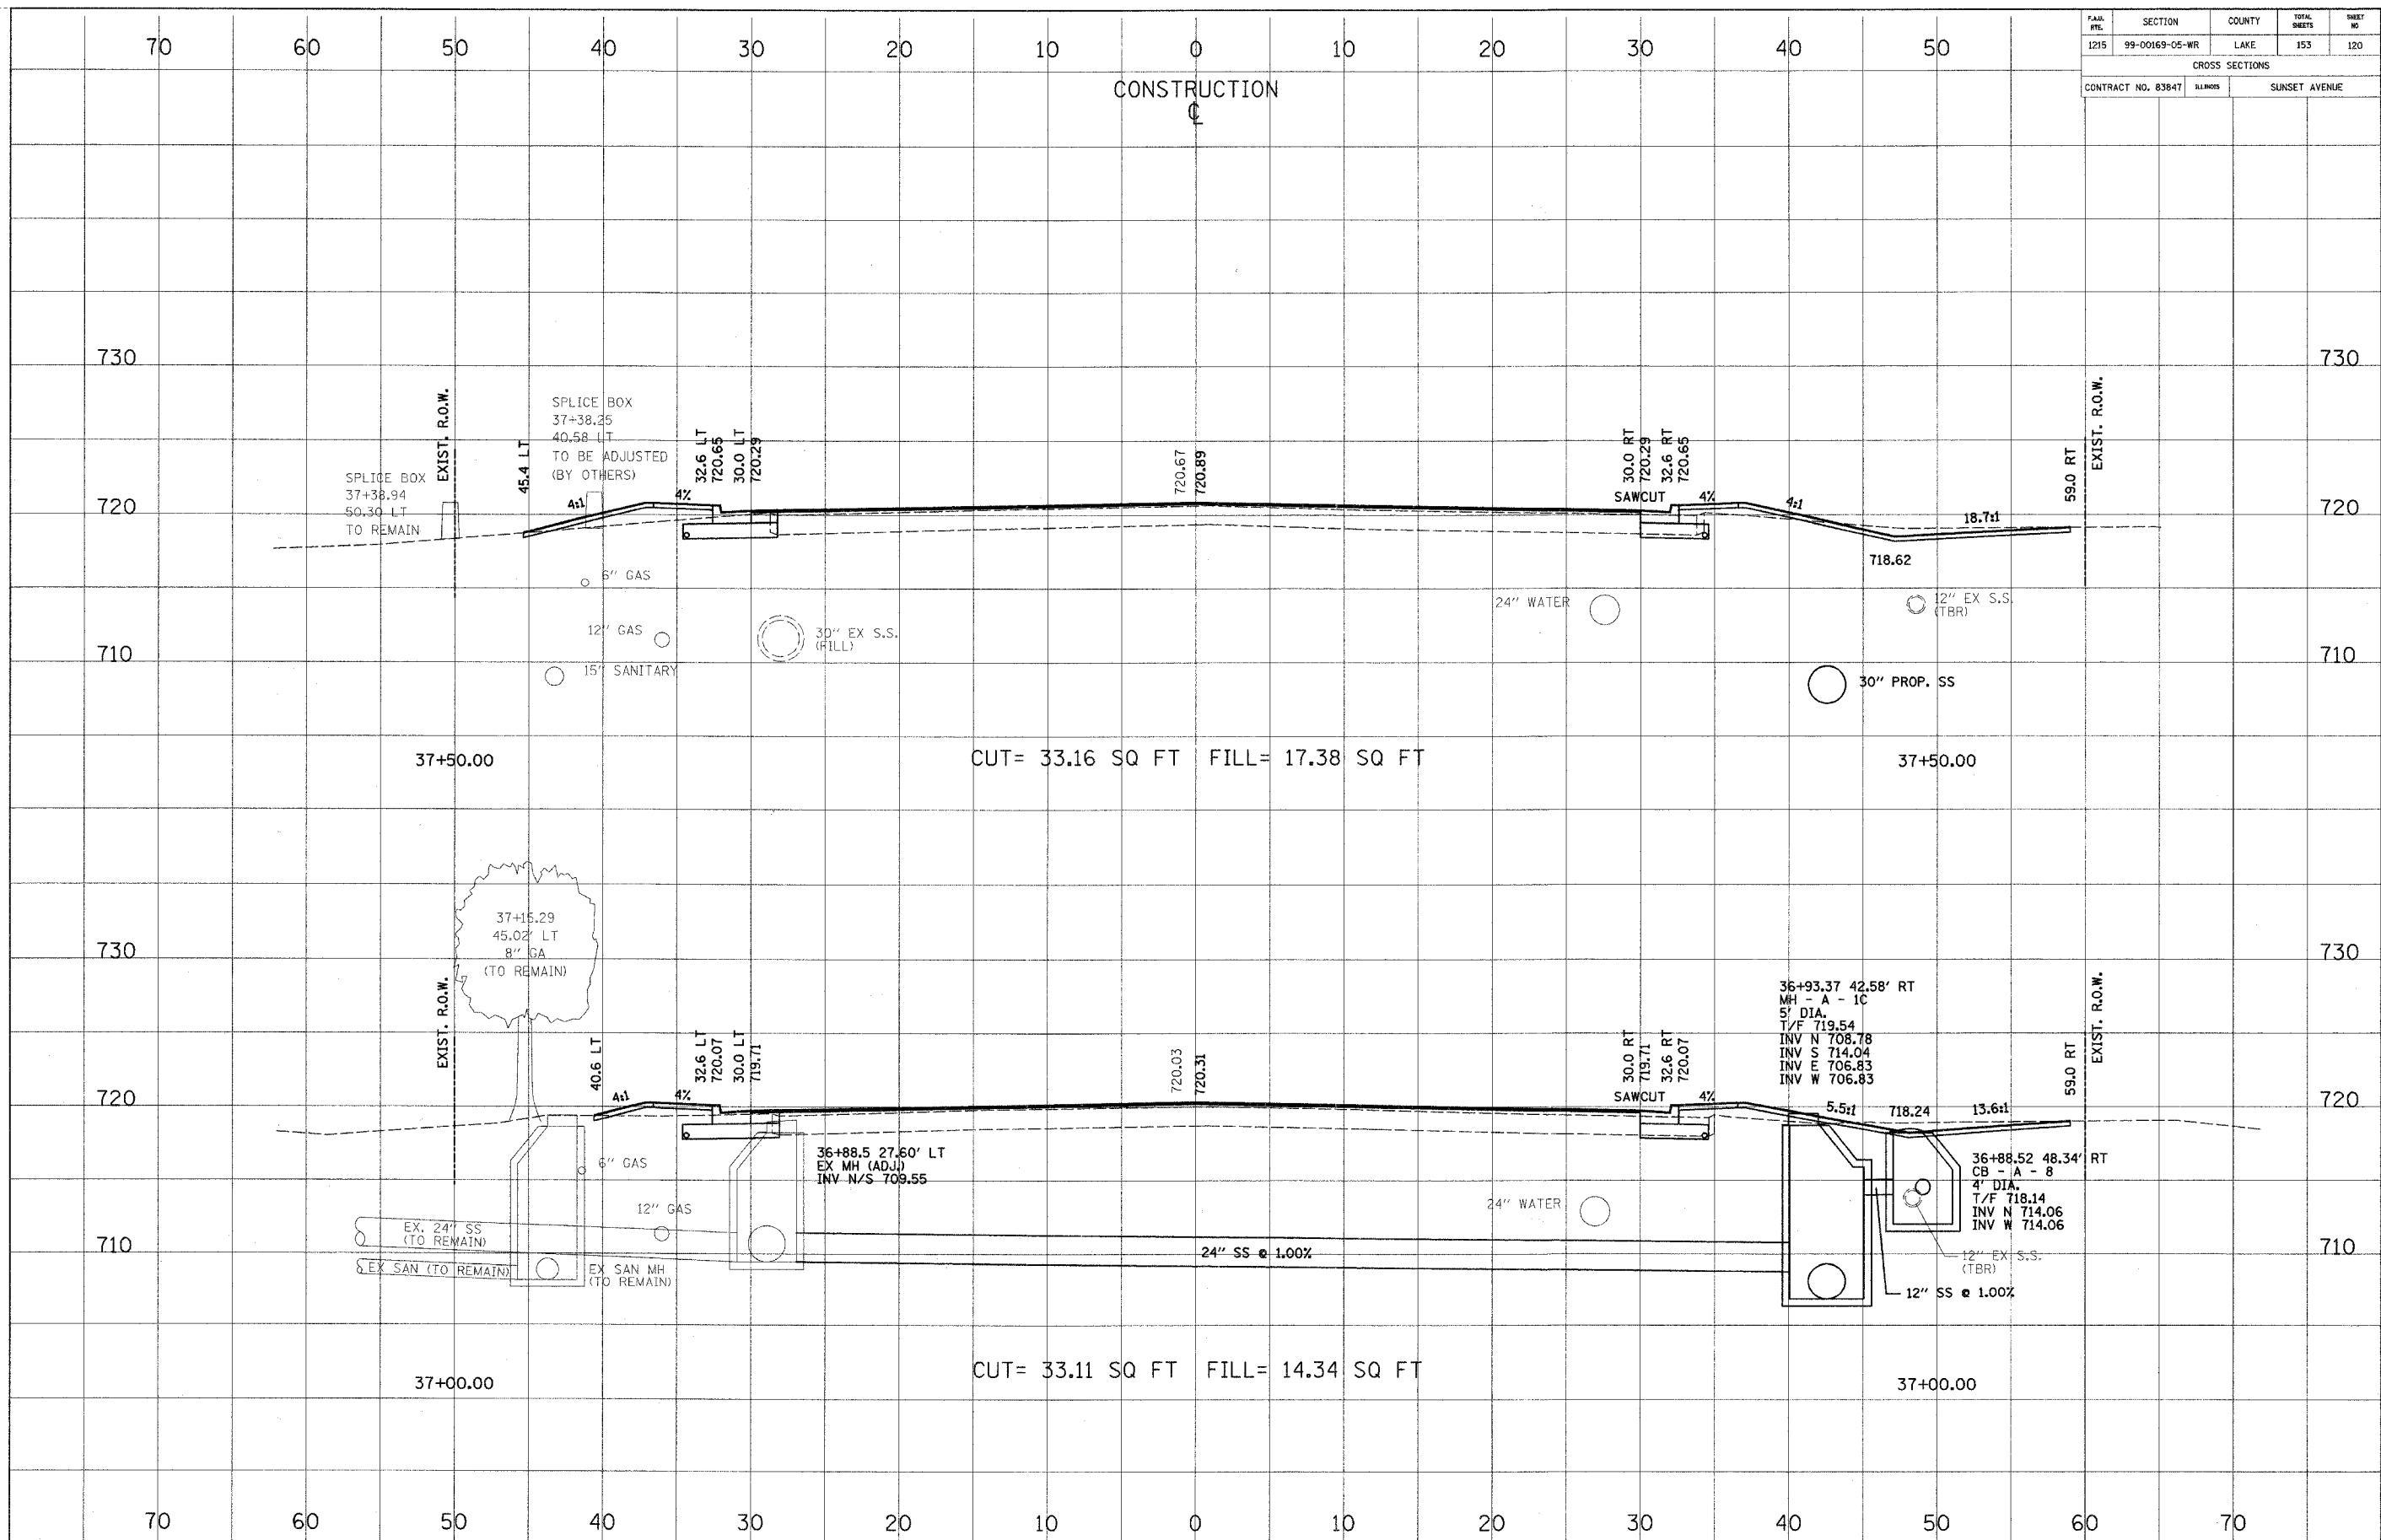 F.A.U. RTE. SECTION COUNTY TOTAL SHEETS SHEET NO
1215 99-00169-05-WR LAKE 153 120
CROSS SECTIONS
CONTRACT NO. 83847 ILLINOIS SUNSET AVENUE
70 60 50 40 30 20 10 0 10 20 30 40 50
CONSTRUCTION
℄
730 730
EXIST. R.O.W.
SPLICE BOX
37+38.94
50.30 LT
TO REMAIN
45.4 LT
SPLICE BOX
37+38.25
40.58 LT
TO BE ADJUSTED
(BY OTHERS)
4:1
4%
32.6 LT
720.65
30.0 LT
720.29
720.67
720.89
30.0 RT
720.29
32.6 RT
720.65
SAWCUT
4%
4:1
718.62
18.7:1
59.0 RT
EXIST. R.O.W.
720 720
6" GAS
12" GAS
15" SANITARY
30" EX S.S.
(FILL)
24" WATER
12" EX S.S.
(TBR)
30" PROP. SS
710 710
37+50.00
CUT= 33.16 SQ FT FILL= 17.38 SQ FT
37+50.00
37+15.29
45.02' LT
8" GA
(TO REMAIN)
730 730
EXIST. R.O.W.
40.6 LT
4:1
4%
32.6 LT
720.07
30.0 LT
719.71
720.03
720.31
30.0 RT
719.71
32.6 RT
720.07
SAWCUT
4%
36+93.37 42.58' RT
MH - A - 1C
5' DIA.
T/F 719.54
INV N 708.78
INV S 714.04
INV E 706.83
INV W 706.83
5.5:1
718.24
13.6:1
59.0 RT
EXIST. R.O.W.
720 720
36+88.5 27.60' LT
EX MH (ADJ.)
INV N/S 709.55
6" GAS
12" GAS
24" WATER
36+88.52 48.34' RT
CB - A - 8
4' DIA.
T/F 718.14
INV N 714.06
INV W 714.06
EX. 24" SS
(TO REMAIN)
EX SAN (TO REMAIN)
EX SAN MH
(TO REMAIN)
24" SS @ 1.00%
12" EX S.S.
(TBR)
12" SS @ 1.00%
710 710
37+00.00
CUT= 33.11 SQ FT FILL= 14.34 SQ FT
37+00.00
70 60 50 40 30 20 10 0 10 20 30 40 50 60 70